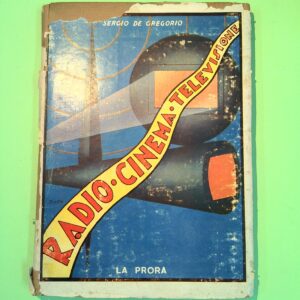 SERGIO DE GREGORIO
RADIO·CINEMA·TELEVISIONE
LA PRORA